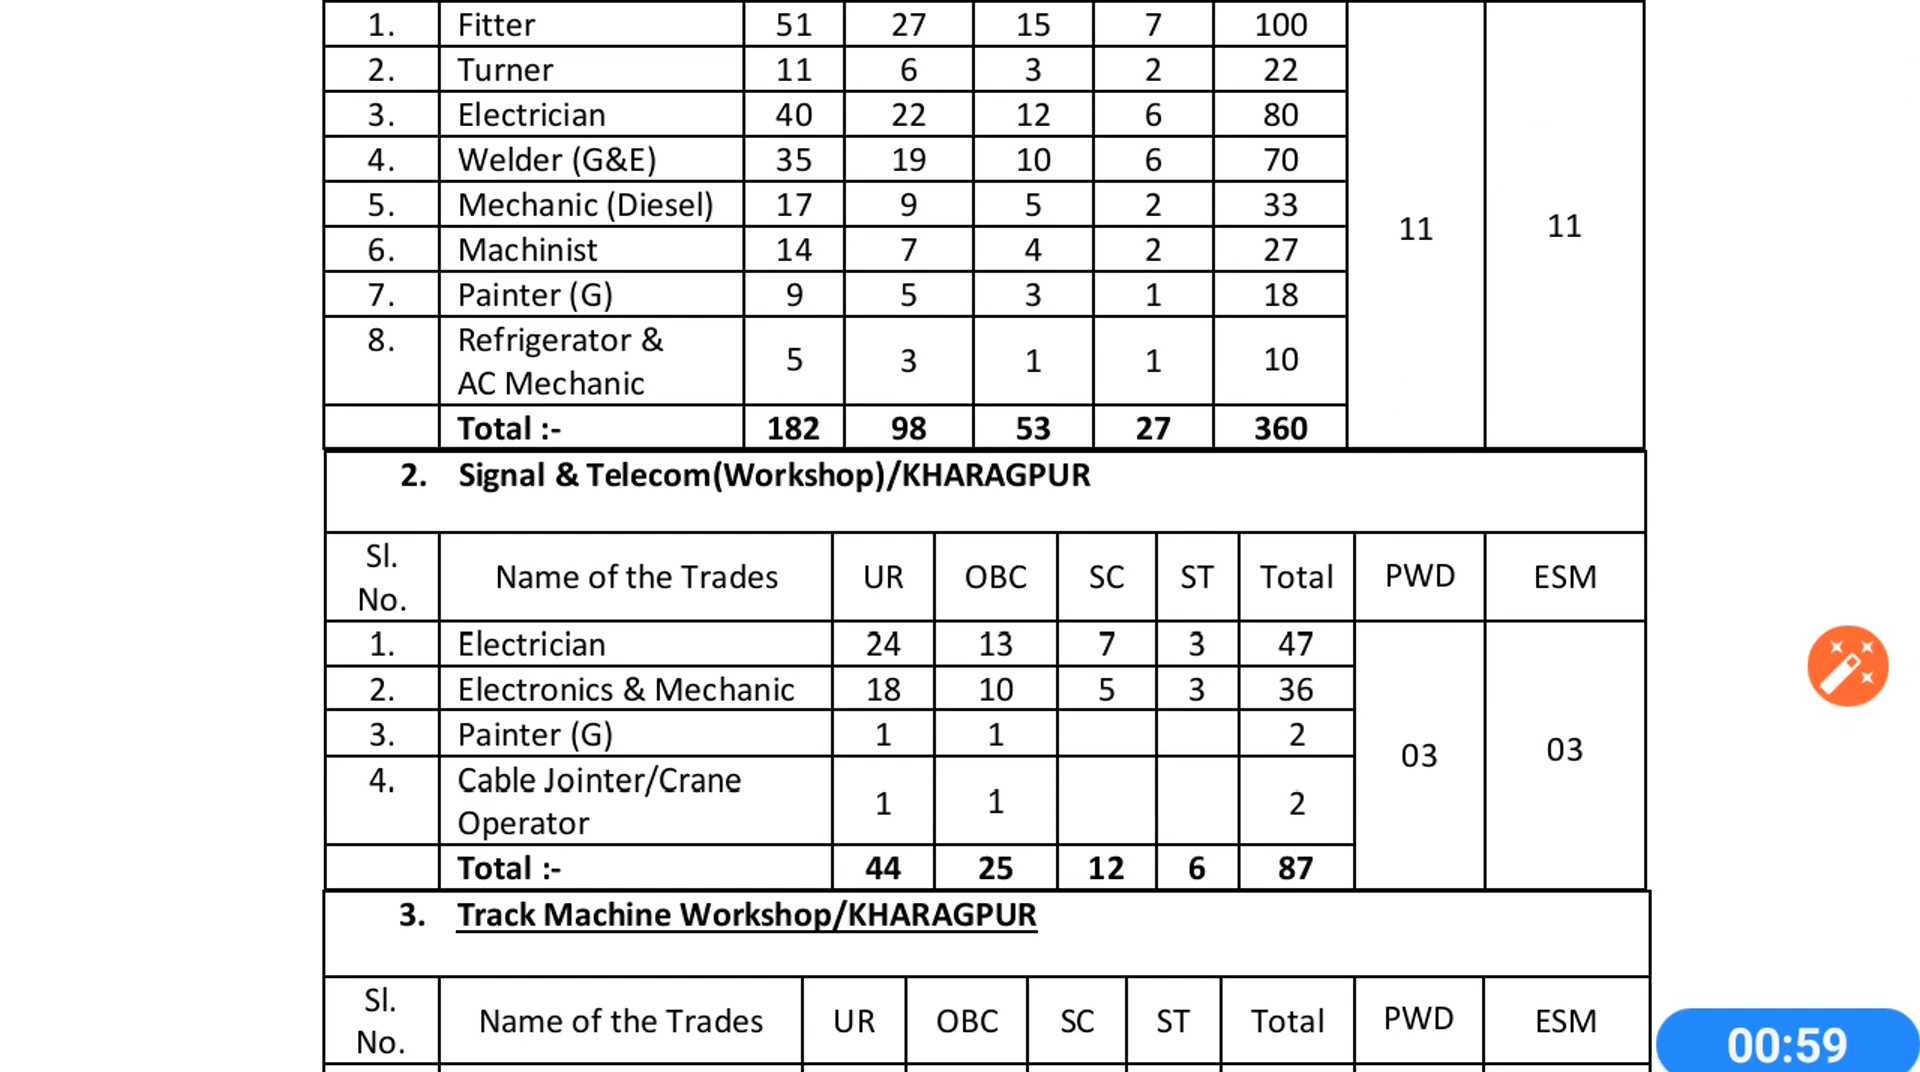 1. Fitter 51 27 15 7 100
2. Turner 11 6 3 2 22
3. Electrician 40 22 12 6 80
4. Welder (G&E) 35 19 10 6 70
5. Mechanic (Diesel) 17 9 5 2 33
11 11
6. Machinist 14 7 4 2 27
7. Painter (G) 9 5 3 1 18
8. Refrigerator &
AC Mechanic 5 3 1 1 10
Total :- 182 98 53 27 360
2. Signal & Telecom(Workshop)/KHARAGPUR
Sl.
No. Name of the Trades UR OBC SC ST Total PWD ESM
1. Electrician 24 13 7 3 47
2. Electronics & Mechanic 18 10 5 3 36
3. Painter (G) 1 1 2
03 03
4. Cable Jointer/Crane
Operator 1 1 2
Total :- 44 25 12 6 87
3. Track Machine Workshop/KHARAGPUR
Sl.
No. Name of the Trades UR OBC SC ST Total PWD ESM
00:59